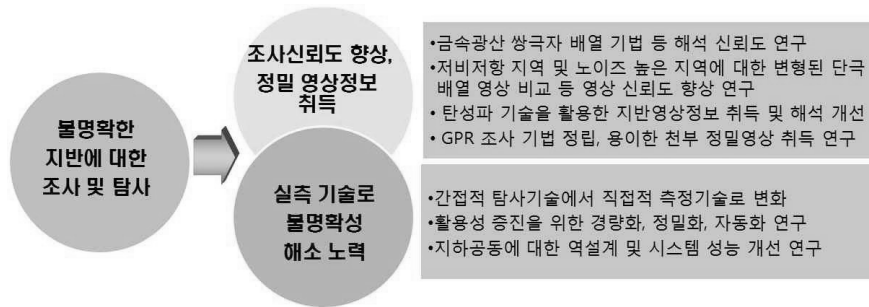 불명확한
지반에 대한
조사 및 탐사
조사신뢰도 향상,
정밀 영상정보
취득
•금속광산 쌍극자 배열 기법 등 해석 신뢰도 연구
•저비저항 지역 및 노이즈 높은 지역에 대한 변형된 단극
배열 영상 비교 등 영상 신뢰도 향상 연구
• 탄성파 기술을 활용한 지반영상정보 취득 및 해석 개선
• GPR 조사 기법 정립, 용이한 천부 정밀영상 취득 연구
실측 기술로
불명확성
해소 노력
•간접적 탐사기술에서 직접적 측정기술로 변화
•활용성 증진을 위한 경량화, 정밀화, 자동화 연구
•지하공동에 대한 역설계 및 시스템 성능 개선 연구